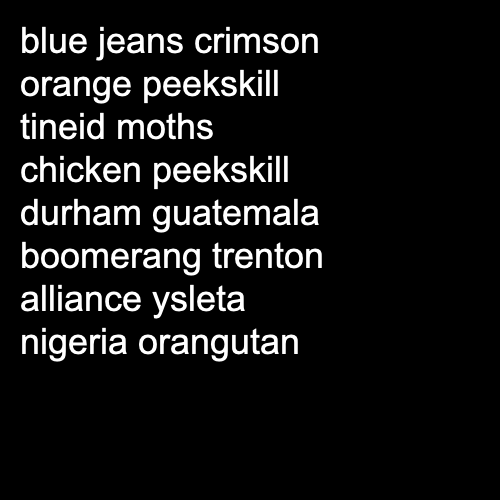 blue jeans crimson
orange peekskill
tineid moths
chicken peekskill
durham guatemala
boomerang trenton
alliance ysleta
nigeria orangutan